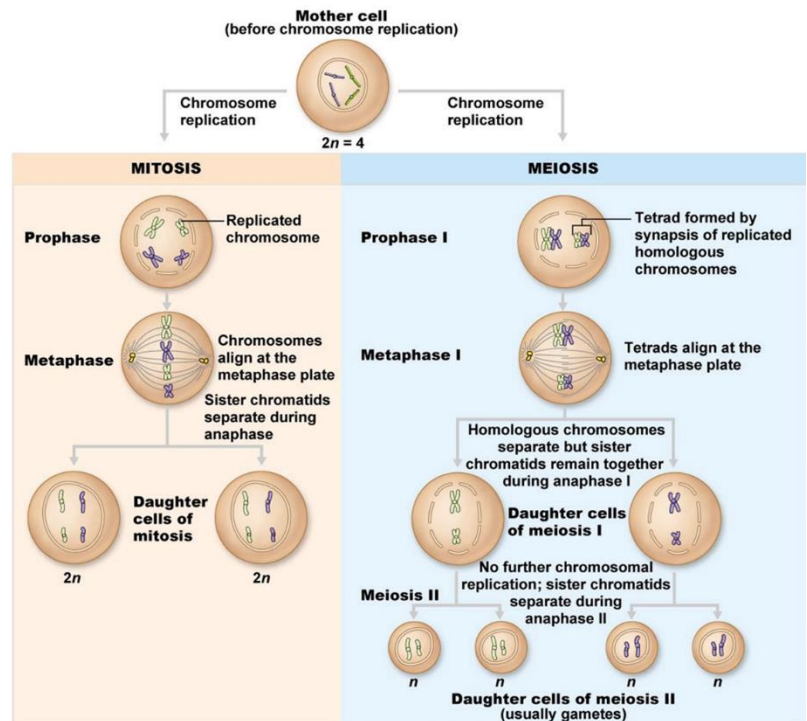 Mother cell
(before chromosome replication)
Chromosome
replication
Chromosome
replication
2n = 4
MITOSIS
MEIOSIS
Prophase
Replicated
chromosome
Prophase I
Tetrad formed by
synapsis of replicated
homologous
chromosomes
Metaphase
Chromosomes
align at the
metaphase plate
Metaphase I
Tetrads align at the
metaphase plate
Sister chromatids
separate during
anaphase
Homologous chromosomes
separate but sister
chromatids remain together
during anaphase I
Daughter
cells of
mitosis
2n
2n
Daughter cells
of meiosis I
Meiosis II
No further chromosomal
replication; sister chromatids
separate during
anaphase II
n
n
n
n
Daughter cells of meiosis II
(usually gametes)